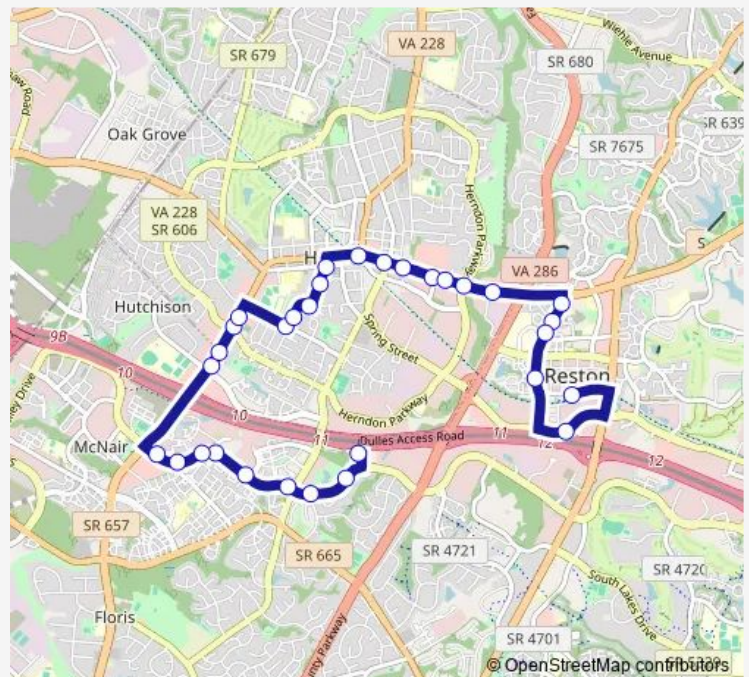 Wiehle Avenue
VA 228
SR 679
SR 680
SR 639
Oak Grove
SR 7675
Herndon Parkway
VA 228
SR 606
H
S
VA 286
Hutchison
Spring Street
9B
10
Reston
Herndon Parkway
10
11
Dulles Access Road
11
12
McNair
12
SR 657
SR 665
SR 4721
SR 4720
South Lakes Drive
Floris
SR 4701
© OpenStreetMap contributors